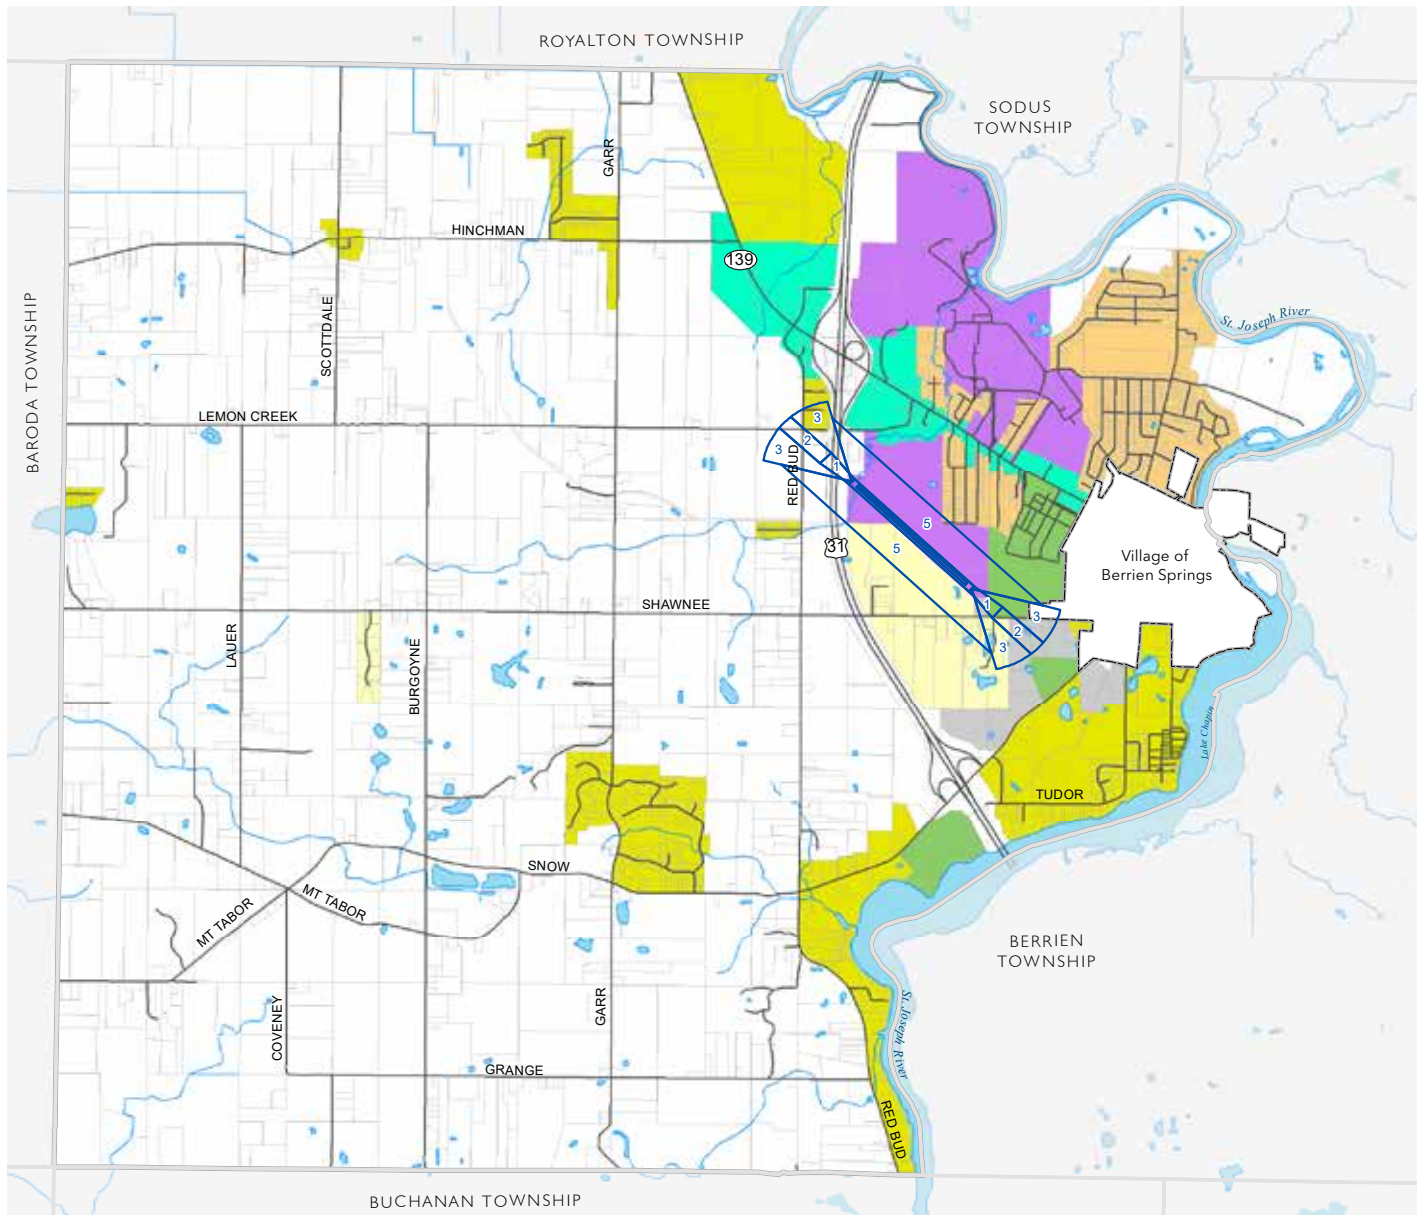 ROYALTON TOWNSHIP
SODUS
TOWNSHIP
GARR
HINCHMAN
139
BARODA TOWNSHIP
SCOTTDALE
St. Joseph River
LEMON CREEK
3
2
3
1
RED BUD
5
5
31
Village of
Berrien Springs
SHAWNEE
1
3
2
3
LAUER
BURGOYNE
Lake Chapin
TUDOR
SNOW
MT TABOR
MT TABOR
BERRIEN
TOWNSHIP
COVENEY
GARR
St. Joseph River
GRANGE
RED BUD
BUCHANAN TOWNSHIP